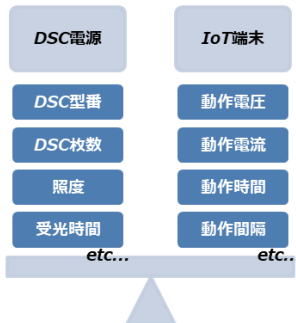 DSC電源
DSC型番
DSC枚数
照度
受光時間
etc...
IoT端末
動作電圧
動作電流
動作時間
動作間隔
etc..